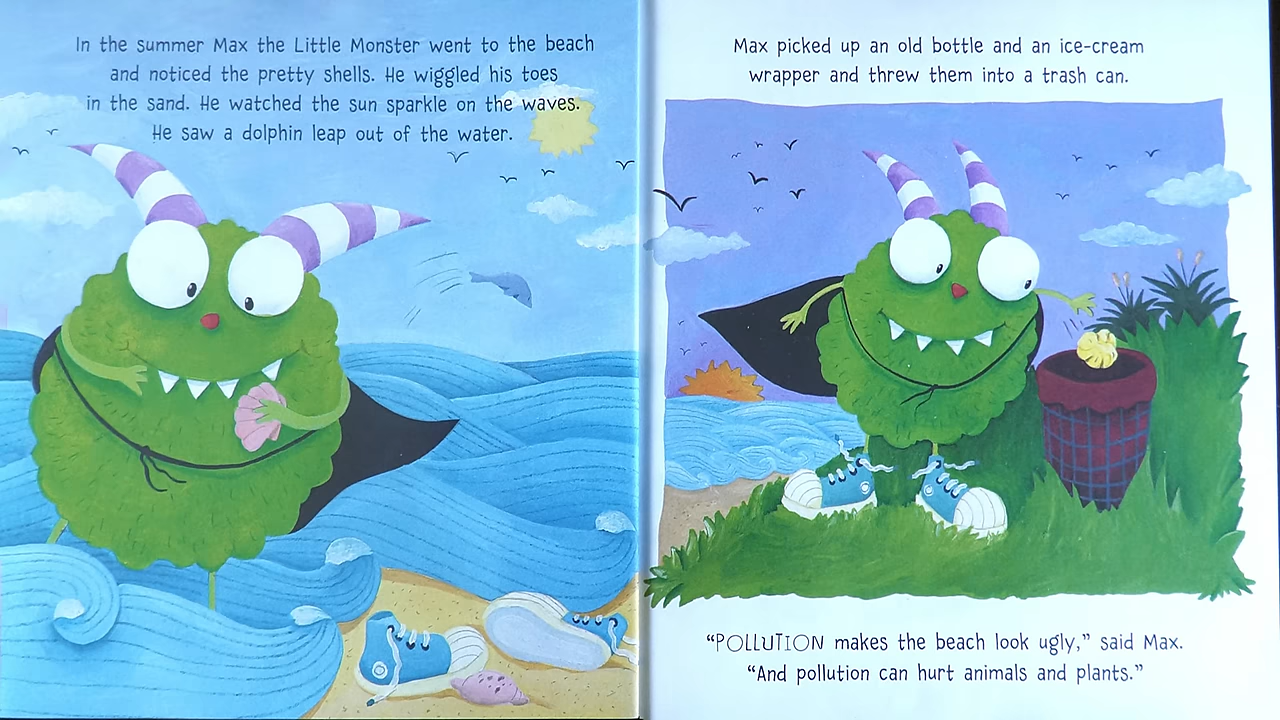 In the summer Max the Little Monster went to the beach
and noticed the pretty shells. He wiggled his toes
in the sand. He watched the sun sparkle on the waves.
He saw a dolphin leap out of the water.
Max picked up an old bottle and an ice-cream
wrapper and threw them into a trash can.
“POLLUTION makes the beach look ugly,” said Max.
“And pollution can hurt animals and plants.”